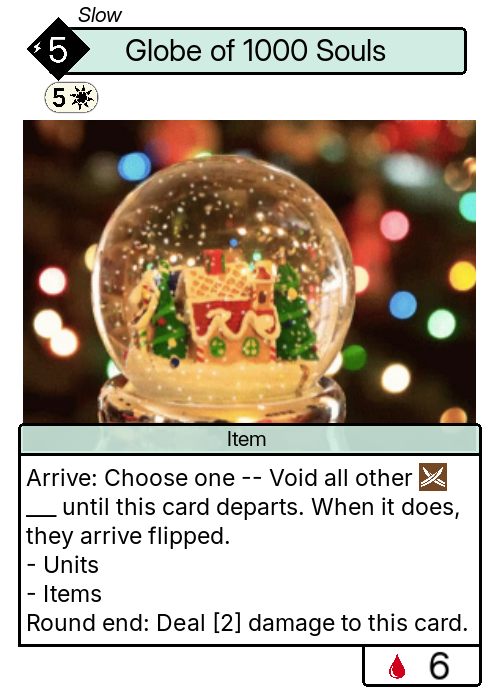 Slow
5
Globe of 1000 Souls
5
Item
Arrive: Choose one -- Void all other
___ until this card departs. When it does,
they arrive flipped.
- Units
- Items
Round end: Deal [2] damage to this card.
6